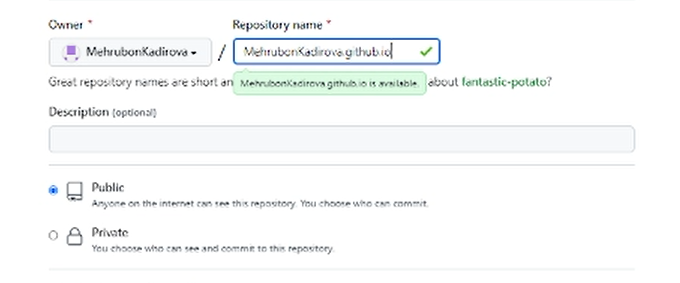 Owner * Repository name *
MehrubonKadirova / MehrubonKadirova.github.io
Great repository names are short an about fantastic-potato?
MehrubonKadirova.github.io is available.
Description (optional)
Public
Anyone on the internet can see this repository. You choose who can commit.
Private
You choose who can see and commit to this repository.